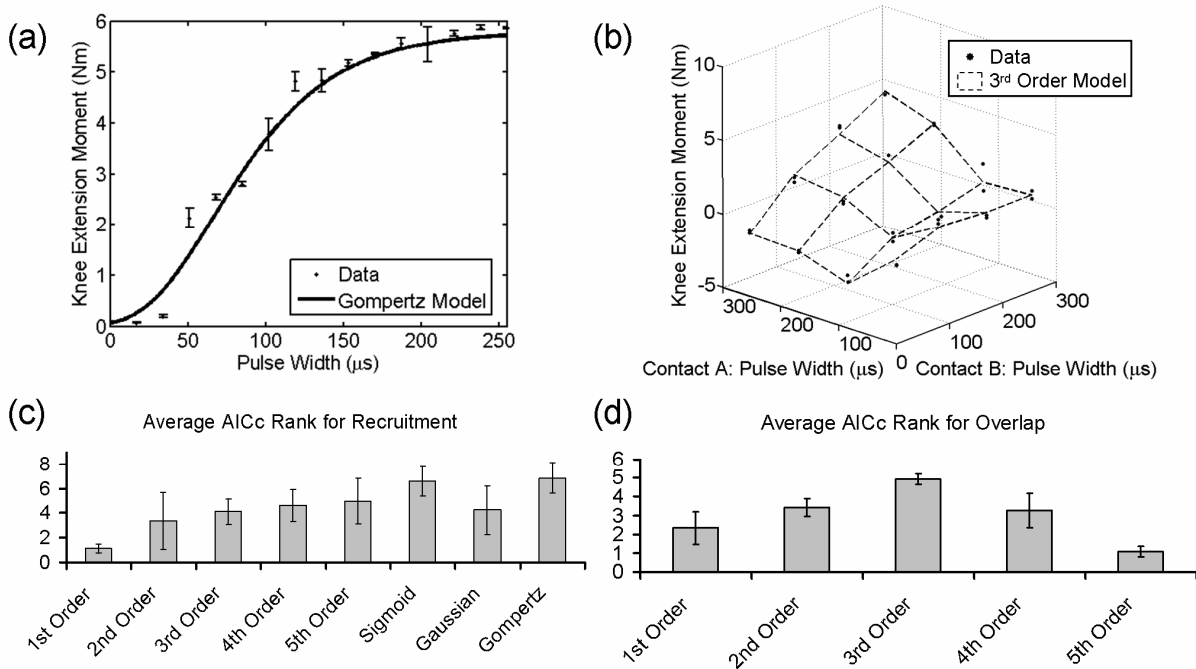 (a)
Knee Extension Moment (Nm)
6
5
4
3
2
1
0
Data
Gompertz Model
0 50 100 150 200 250
Pulse Width (μs)
(b)
Knee Extension Moment (Nm)
10
5
0
-5
Data
3rd Order Model
300 200 100 0
100 200 300
Contact A: Pulse Width (μs) Contact B: Pulse Width (μs)
(c)
Average AICc Rank for Recruitment
8
6
4
2
0
1st Order
2nd Order
3rd Order
4th Order
5th Order
Sigmoid
Gaussian
Gompertz
(d)
Average AICc Rank for Overlap
6
5
4
3
2
1
0
1st Order
2nd Order
3rd Order
4th Order
5th Order